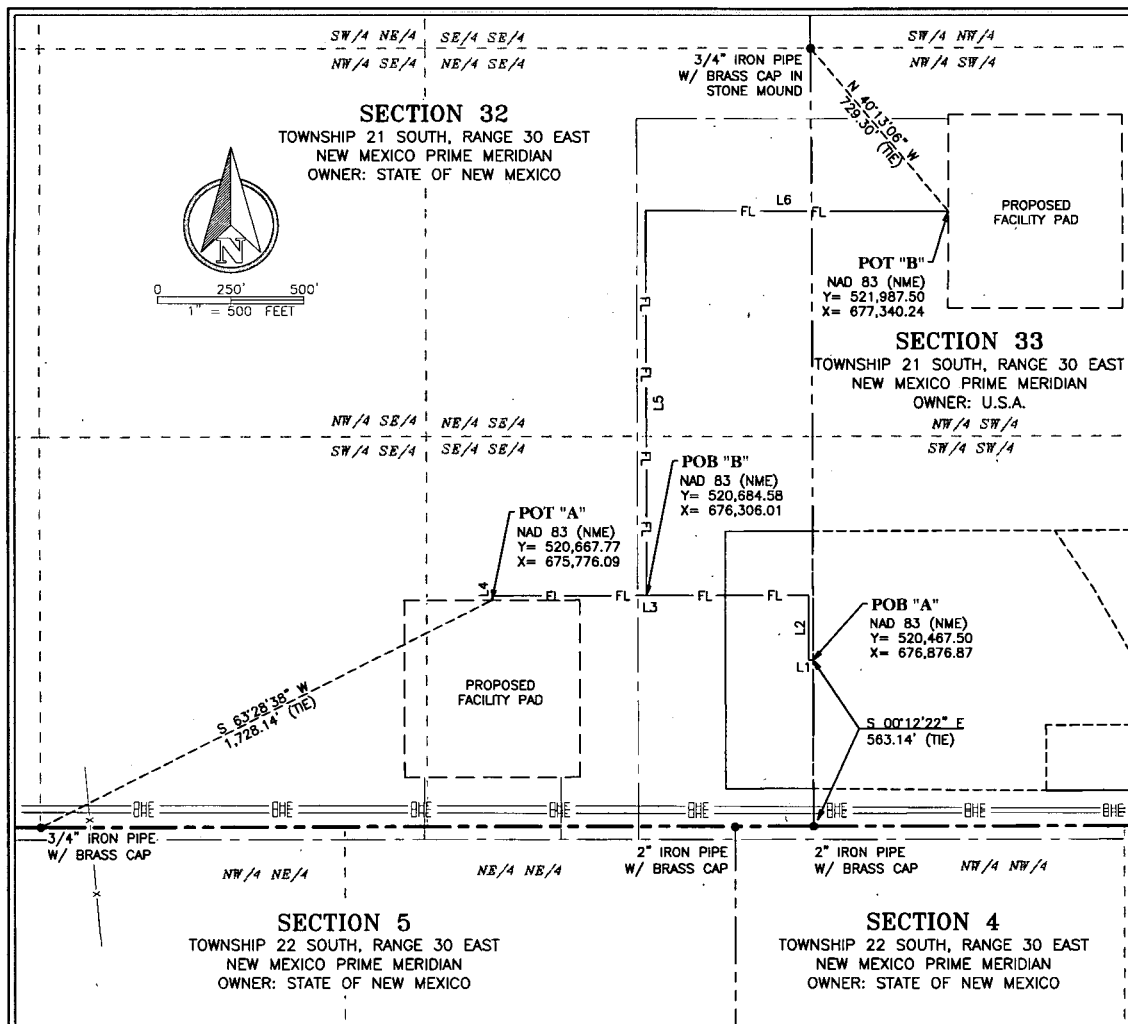 SW/4 NE/4
SE/4 SE/4
SW/4 NW/4
NW/4 SE/4
NE/4 SE/4
NW/4 SW/4
3/4" IRON PIPE
W/ BRASS CAP IN
STONE MOUND
N 40°13'06" W
729.30' (TIE)
SECTION 32
TOWNSHIP 21 SOUTH, RANGE 30 EAST
NEW MEXICO PRIME MERIDIAN
OWNER: STATE OF NEW MEXICO
N
0 250' 500'
1" = 500 FEET
L6
FL FL
PROPOSED
FACILITY PAD
POT "B"
NAD 83 (NME)
Y= 521,987.50
X= 677,340.24
SECTION 33
TOWNSHIP 21 SOUTH, RANGE 30 EAST
NEW MEXICO PRIME MERIDIAN
OWNER: U.S.A.
FL
FL
L5
FL
FL
NW/4 SE/4
NE/4 SE/4
NW/4 SW/4
SW/4 SE/4
SE/4 SE/4
SW/4 SW/4
POB "B"
NAD 83 (NME)
Y= 520,684.58
X= 676,306.01
POT "A"
NAD 83 (NME)
Y= 520,667.77
X= 675,776.09
L4
FL FL FL FL
L3
L2
L1
POB "A"
NAD 83 (NME)
Y= 520,467.50
X= 676,876.87
PROPOSED
FACILITY PAD
S 63°28'38" W
1,728.14' (TIE)
S 00°12'22" E
563.14' (TIE)
X
X
OHE OHE OHE OHE OHE OHE OHE OHE
3/4" IRON PIPE
W/ BRASS CAP
2" IRON PIPE
W/ BRASS CAP
2" IRON PIPE
W/ BRASS CAP
NW/4 NE/4
NE/4 NE/4
NW/4 NW/4
SECTION 5
TOWNSHIP 22 SOUTH, RANGE 30 EAST
NEW MEXICO PRIME MERIDIAN
OWNER: STATE OF NEW MEXICO
SECTION 4
TOWNSHIP 22 SOUTH, RANGE 30 EAST
NEW MEXICO PRIME MERIDIAN
OWNER: STATE OF NEW MEXICO